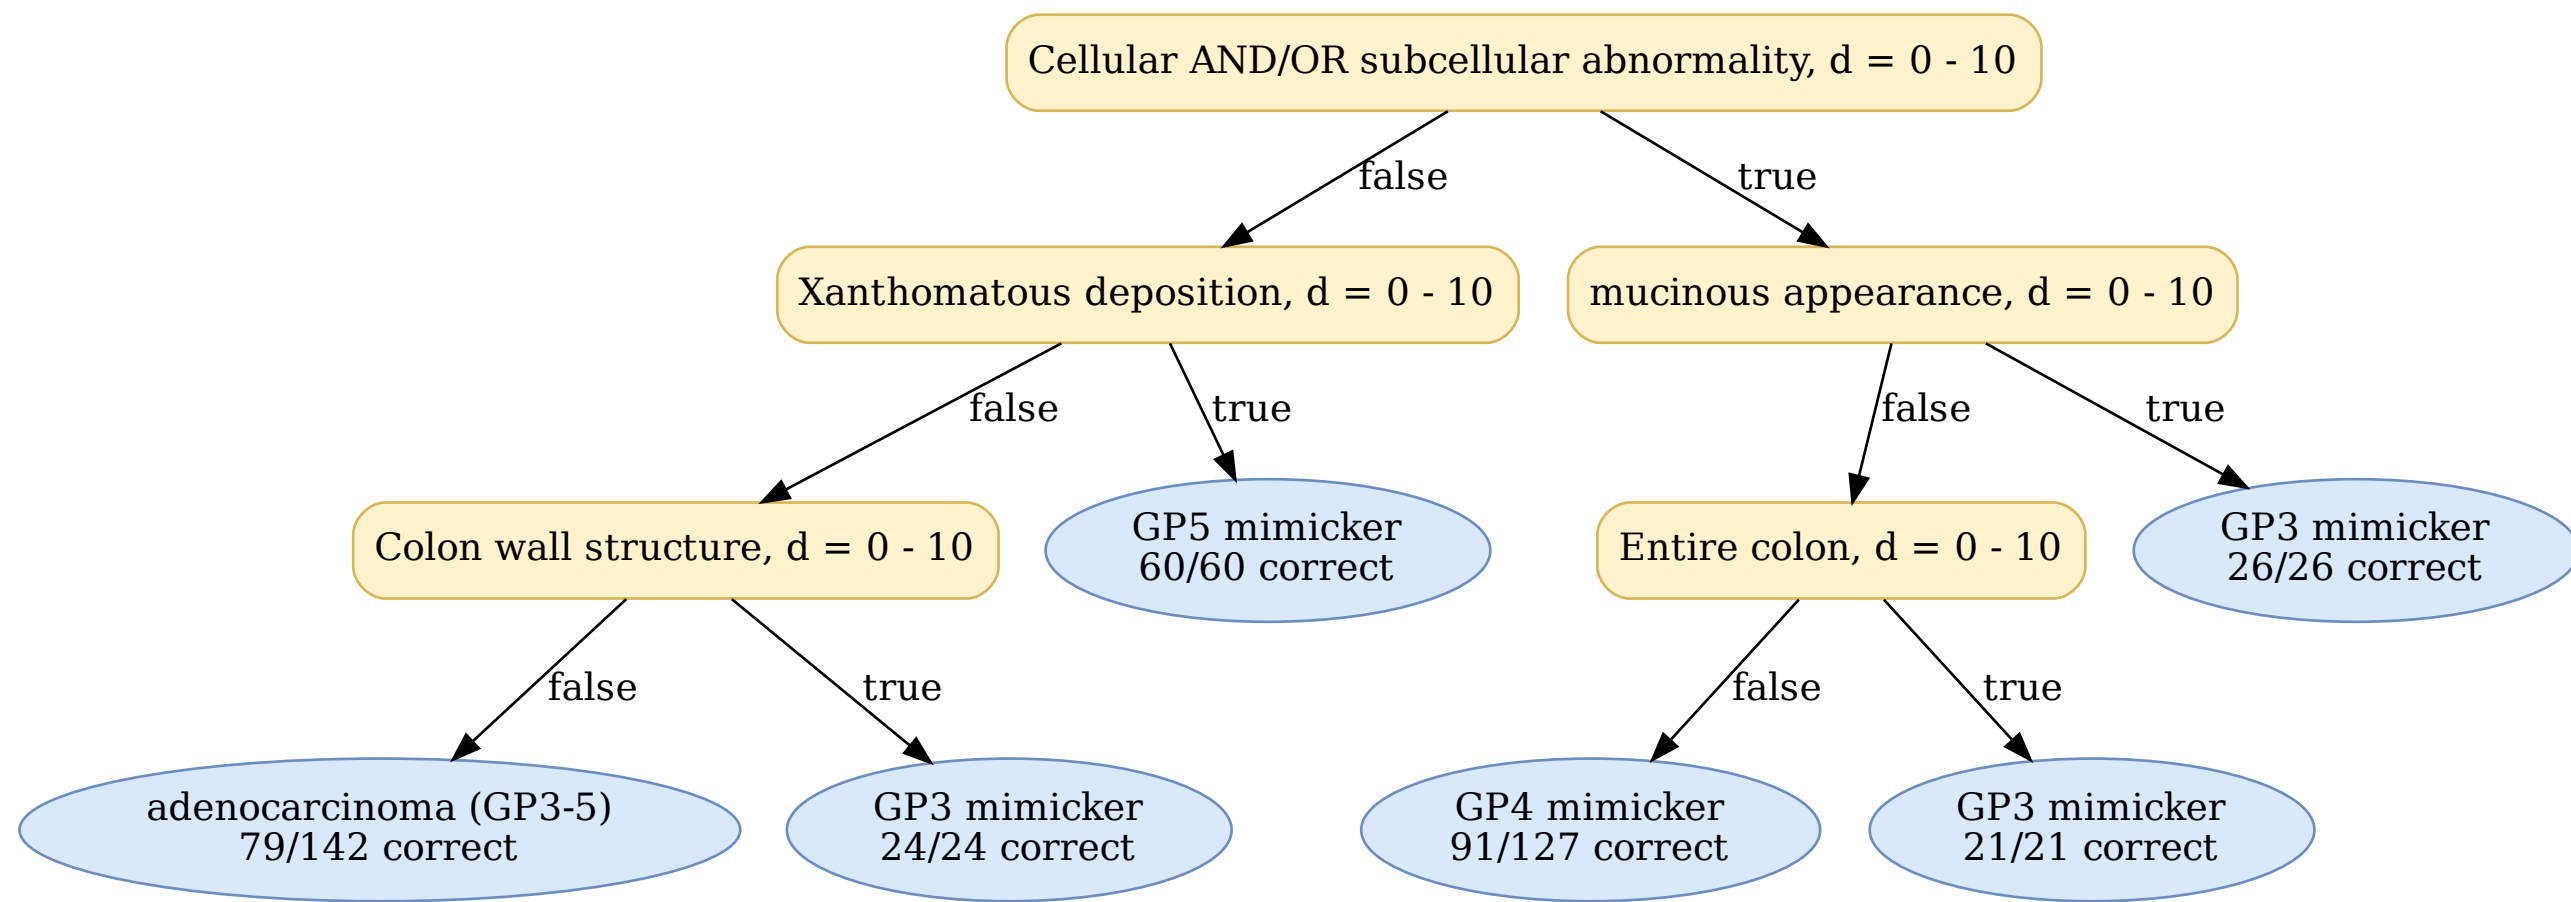 Cellular AND/OR subcellular abnormality, d = 0 - 10
false
true
Xanthomatous deposition, d = 0 - 10
mucinous appearance, d = 0 - 10
false
true
false
true
Colon wall structure, d = 0 - 10
GP5 mimicker
60/60 correct
Entire colon, d = 0 - 10
GP3 mimicker
26/26 correct
false
true
false
true
adenocarcinoma (GP3-5)
79/142 correct
GP3 mimicker
24/24 correct
GP4 mimicker
91/127 correct
GP3 mimicker
21/21 correct